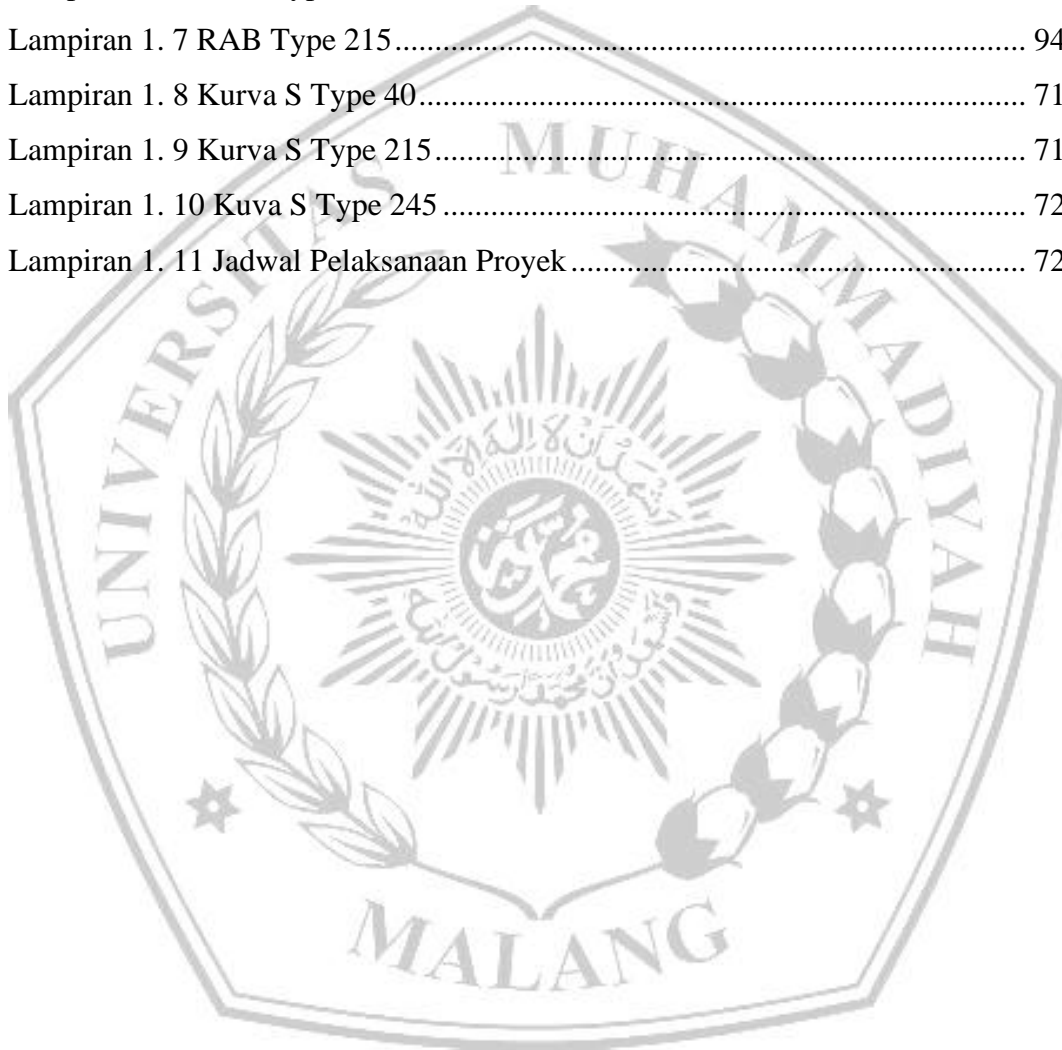 Lampiran 1. 7 RAB Type 215.............................................................................. 94
Lampiran 1. 8 Kurva S Type 40........................................................................... 71
Lampiran 1. 9 Kurva S Type 215......................................................................... 71
Lampiran 1. 10 Kuva S Type 245........................................................................ 72
Lampiran 1. 11 Jadwal Pelaksanaan Proyek........................................................ 72
UNIVERSITAS MUHAMMADIYAH
MALANG